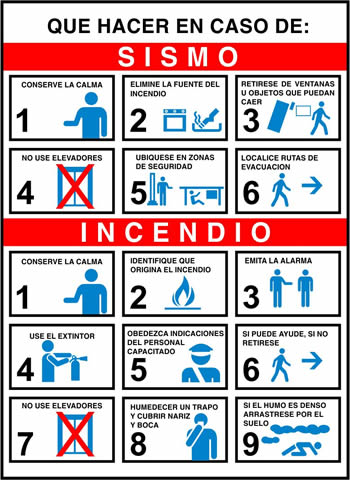 QUE HACER EN CASO DE:
SISMO
CONSERVE LA CALMA
1
ELIMINE LA FUENTE DEL
INCENDIO
2
RETIRESE DE VENTANAS
U OBJETOS QUE PUEDAN
CAER
3
NO USE ELEVADORES
4
UBIQUESE EN ZONAS
DE SEGURIDAD
5
LOCALICE RUTAS DE
EVACUACION
6
INCENDIO
CONSERVE LA CALMA
1
IDENTIFIQUE QUE
ORIGINA EL INCENDIO
2
EMITA LA ALARMA
3
USE EL EXTINTOR
4
OBEDEZCA INDICACIONES
DEL PERSONAL
CAPACITADO
5
SI PUEDE AYUDE, SI NO
RETIRESE
6
NO USE ELEVADORES
7
HUMEDECER UN TRAPO
Y CUBRIR NARIZ
Y BOCA
8
SI EL HUMO ES DENSO
ARRASTRESE POR EL
SUELO
9